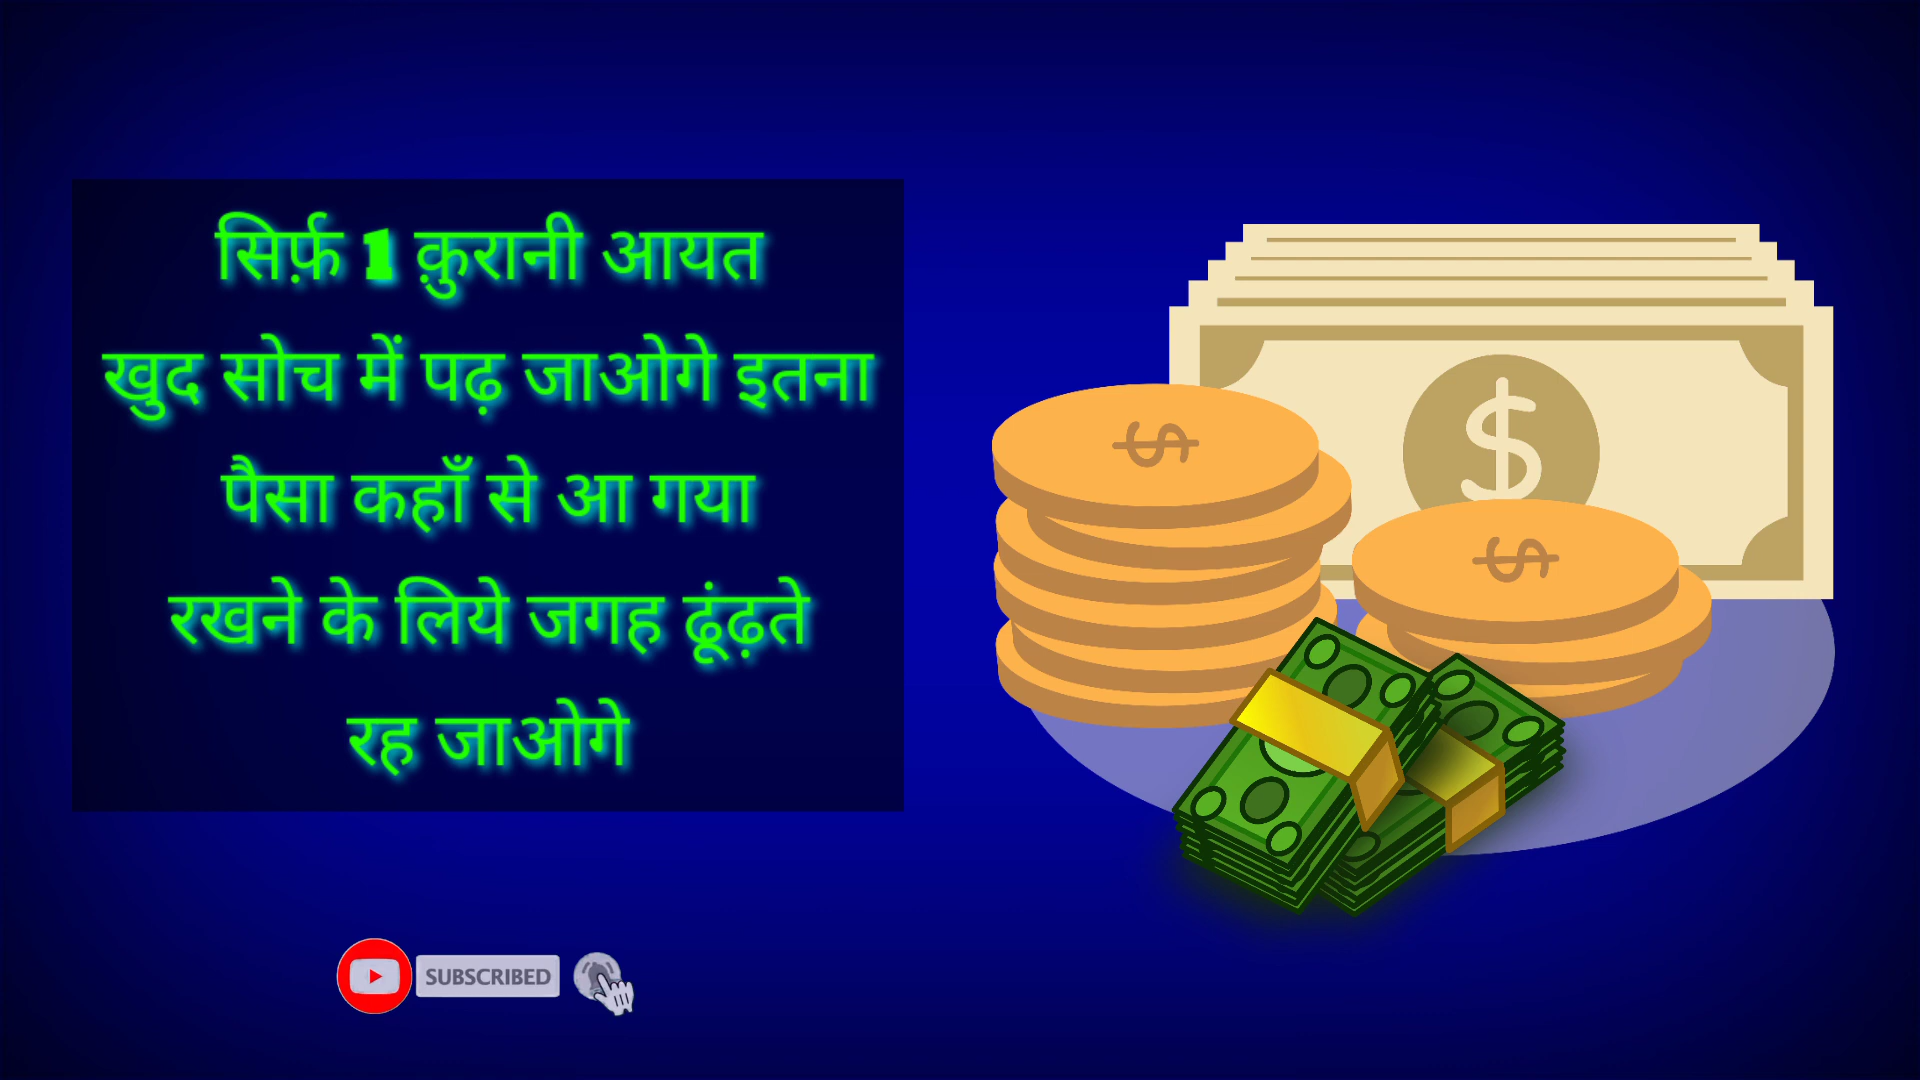 सिर्फ़ 1 क़ुरानी आयत
खुद सोच में पढ़ जाओगे इतना
पैसा कहाँ से आ गया
रखने के लिये जगह ढूंढ़ते
रह जाओगे
$
$
$
SUBSCRIBED